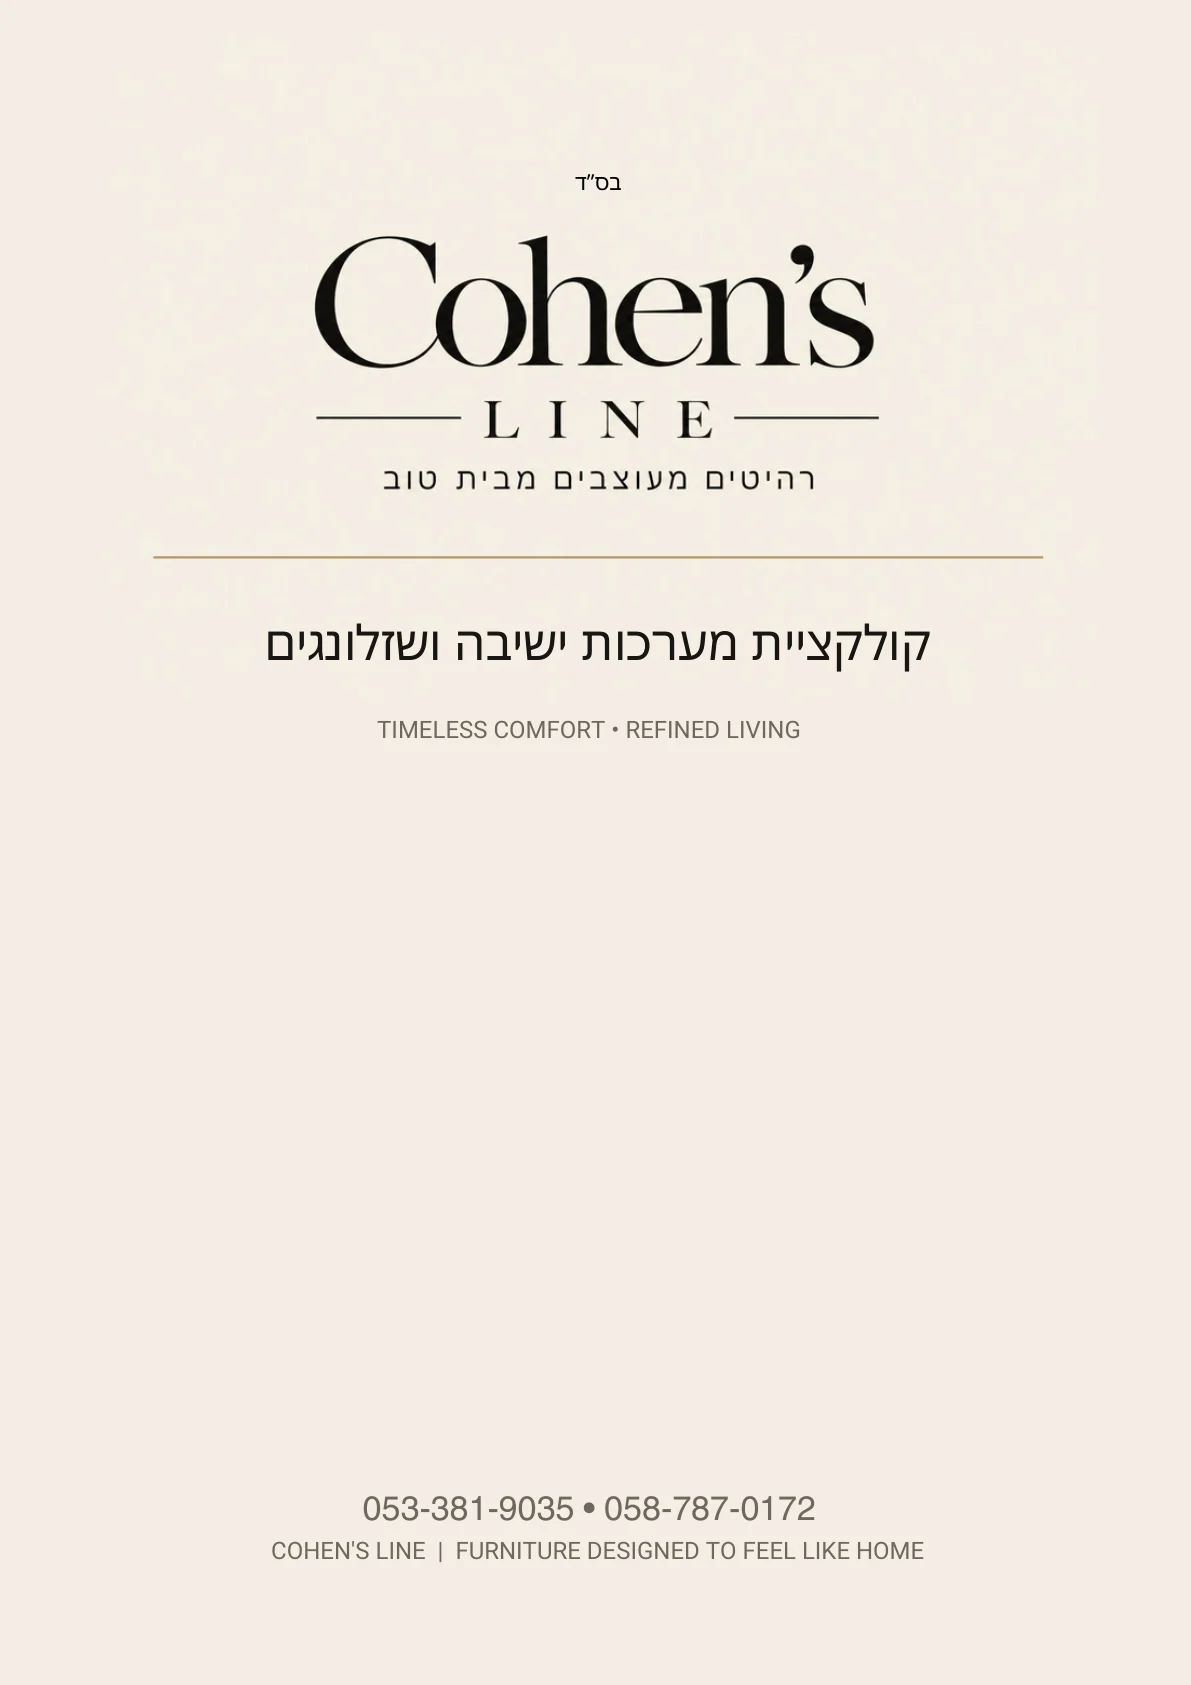 בס״ד
Cohen’s
LINE
רהיטים מעוצבים מבית טוב
קולקציית מערכות ישיבה ושזלונגים
TIMELESS COMFORT • REFINED LIVING
053-381-9035 • 058-787-0172
COHEN'S LINE | FURNITURE DESIGNED TO FEEL LIKE HOME